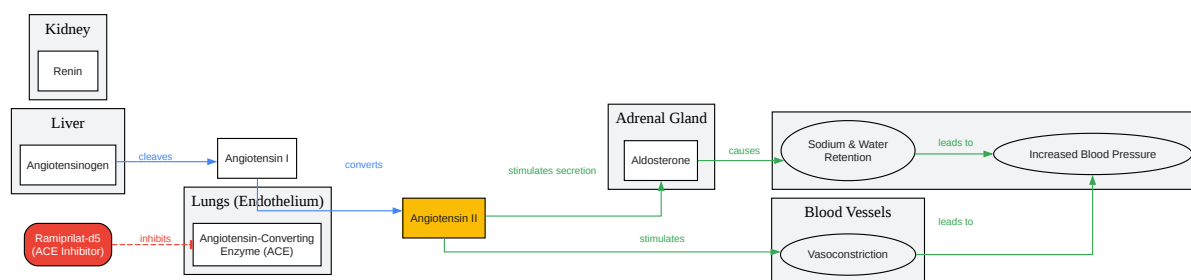 Kidney
Renin
Liver
Angiotensinogen
cleaves
Angiotensin I
converts
Lungs (Endothelium)
Angiotensin-Converting
Enzyme (ACE)
Ramiprilat-d5
(ACE Inhibitor)
inhibits
Angiotensin II
stimulates secretion
stimulates
Adrenal Gland
Aldosterone
causes
Sodium & Water
Retention
leads to
Increased Blood Pressure
Blood Vessels
Vasoconstriction
leads to